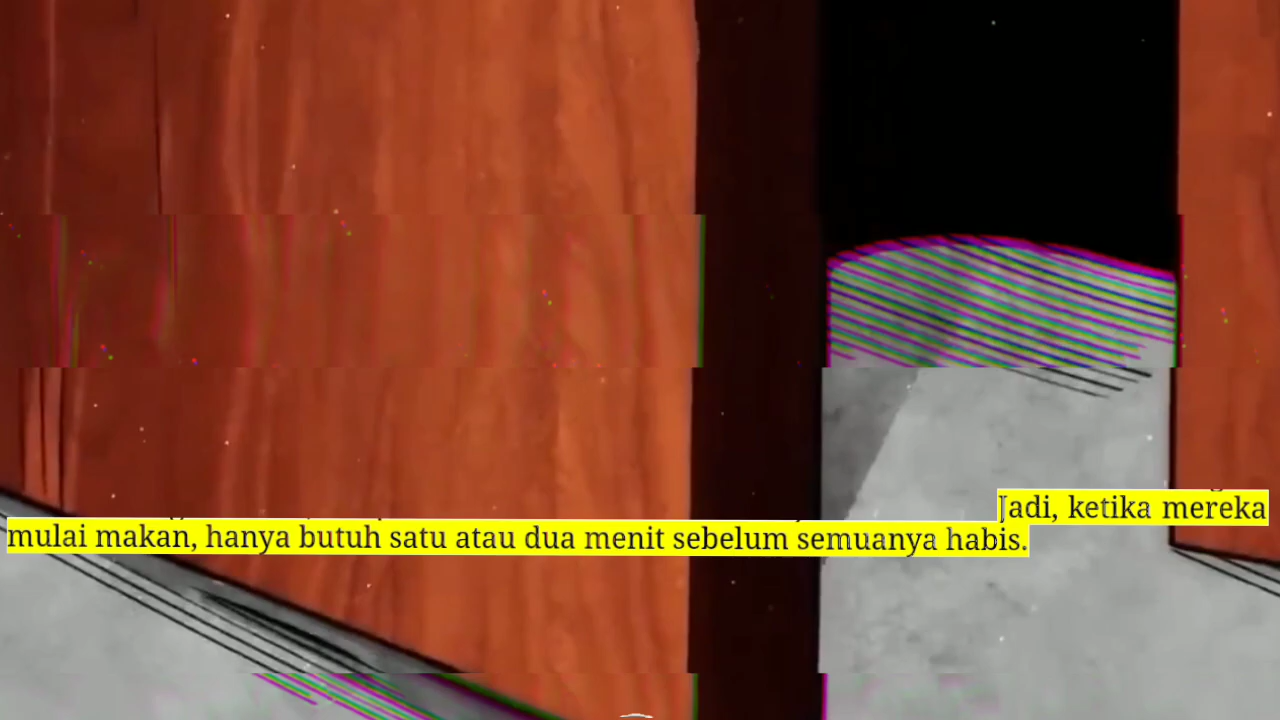 Jadi, ketika mereka
mulai makan, hanya butuh satu atau dua menit sebelum semuanya habis.